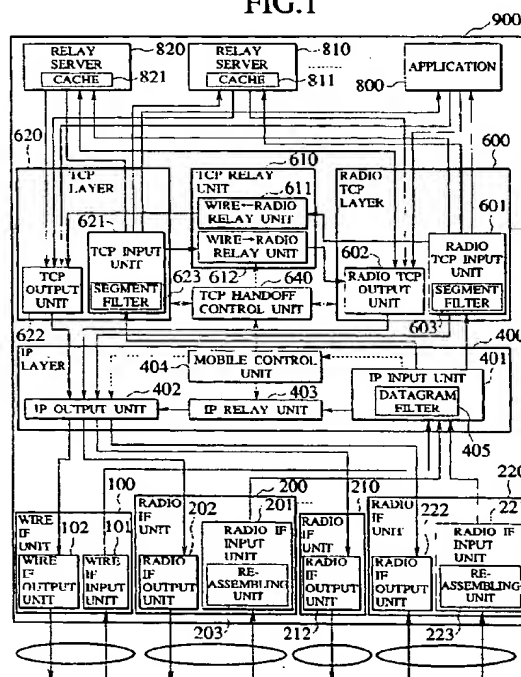 FIG.1
900
RELAY
SERVER
820
CACHE
821
RELAY
SERVER
810
CACHE
811
APPLICATION
800
620
TCP
LAYER
610
TCP RELAY
UNIT
600
RADIO
TCP
LAYER
611
WIRE←RADIO
RELAY UNIT
621
TCP INPUT
UNIT
SEGMENT
FILTER
623
WIRE→RADIO
RELAY UNIT
612
640
TCP HANDOFF
CONTROL UNIT
602
RADIO TCP
OUTPUT
UNIT
601
RADIO
TCP INPUT
UNIT
SEGMENT
FILTER
603
TCP
OUTPUT
UNIT
622
400
IP
LAYER
404
MOBILE CONTROL
UNIT
401
IP INPUT UNIT
DATAGRAM
FILTER
405
402
IP OUTPUT UNIT
403
IP RELAY UNIT
100
WIRE
IF
UNIT
102
WIRE IF
OUTPUT
UNIT
101
WIRE IF
INPUT
UNIT
200
RADIO
IF UNIT
202
RADIO
IF
OUTPUT
UNIT
201
RADIO IF
INPUT
UNIT
RE-
ASSEMBLING
UNIT
203
210
RADIO
IF UNIT
RADIO
IF
OUTPUT
UNIT
212
220
RADIO
IF UNIT
222
RADIO
IF
OUTPUT
UNIT
22
RADIO
IF
INPUT
UNIT
RE-
ASSEMBLING
UNIT
223